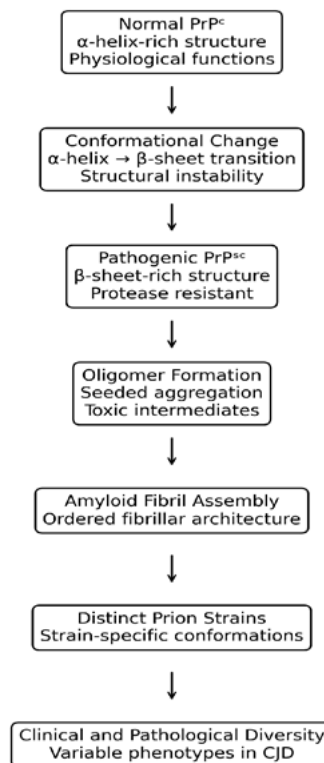 Normal PrPᶜ
α-helix-rich structure
Physiological functions
Conformational Change
α-helix → β-sheet transition
Structural instability
Pathogenic PrPˢᶜ
β-sheet-rich structure
Protease resistant
Oligomer Formation
Seeded aggregation
Toxic intermediates
Amyloid Fibril Assembly
Ordered fibrillar architecture
Distinct Prion Strains
Strain-specific conformations
Clinical and Pathological Diversity
Variable phenotypes in CJD